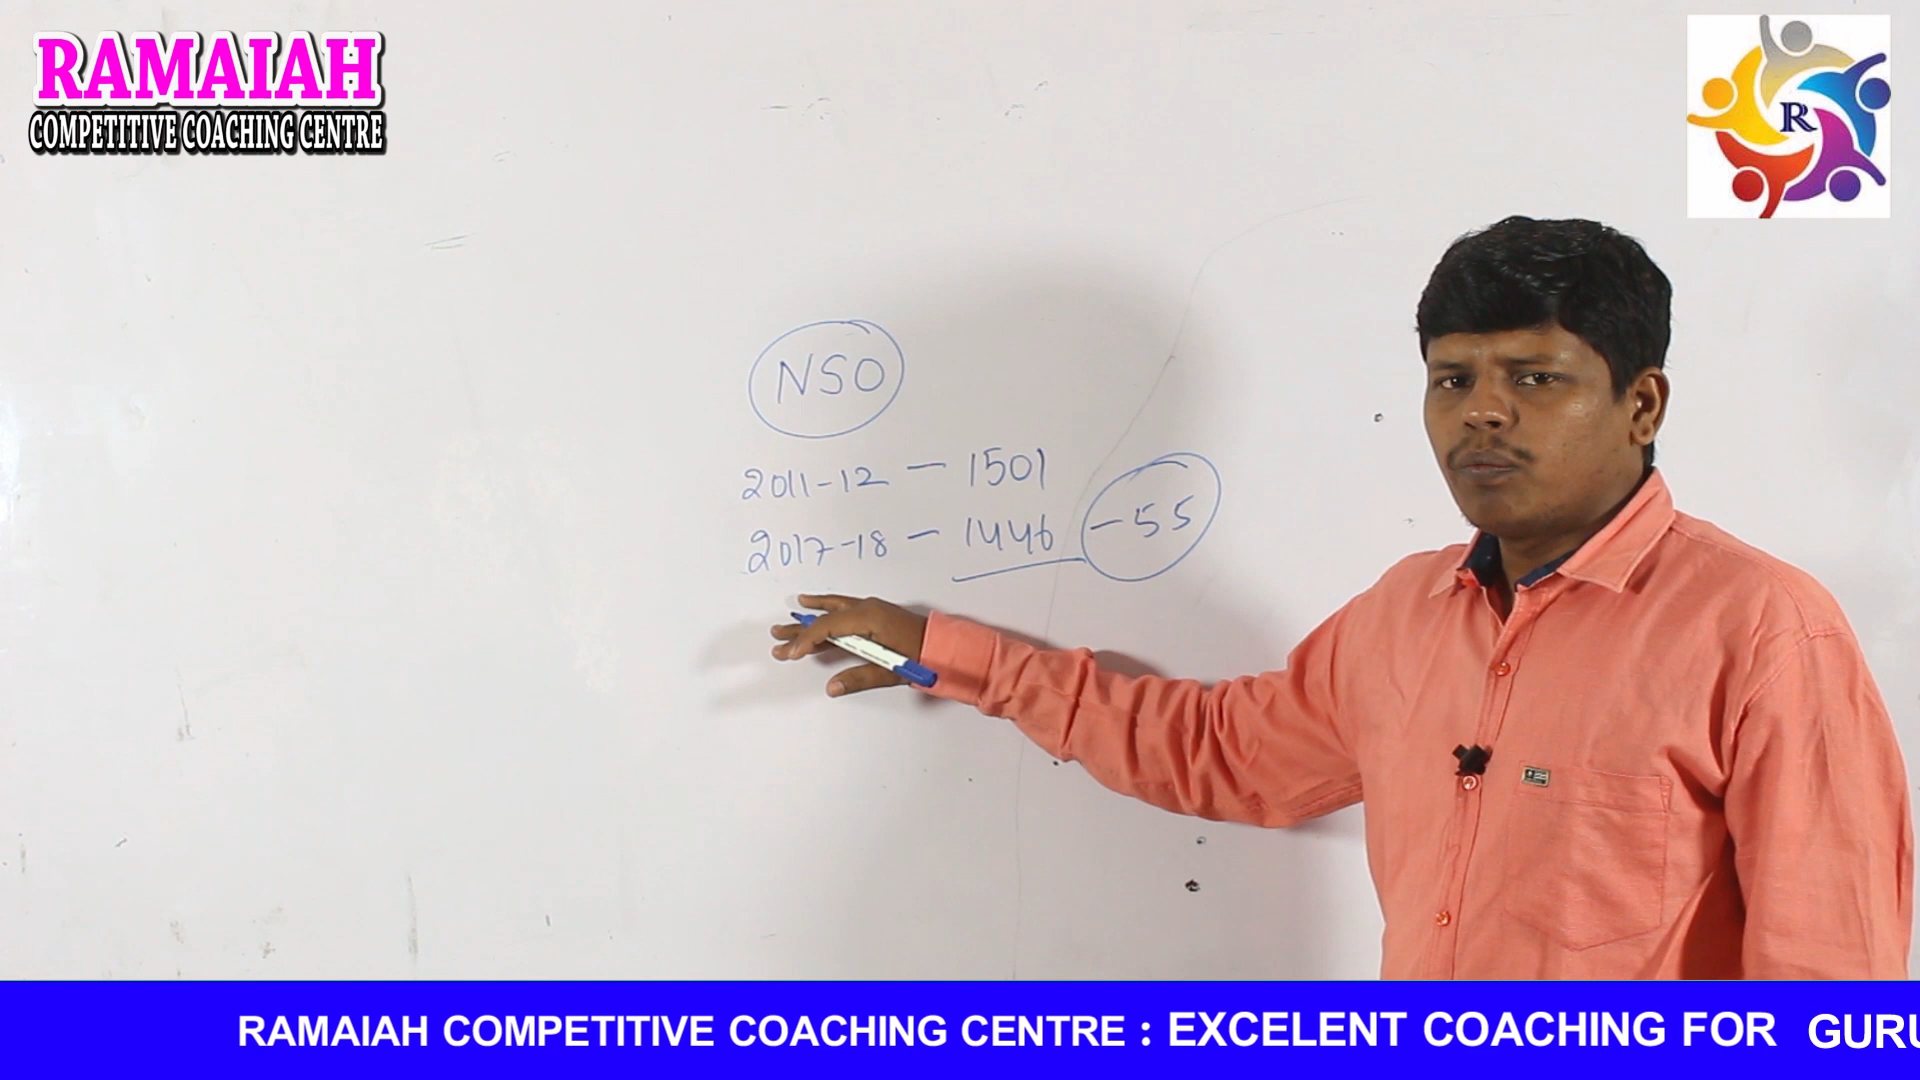 RAMAIAH
COMPETITIVE COACHING CENTRE
R
NSO
2011-12 - 1501
2017-18 - 1446 -55
RAMAIAH COMPETITIVE COACHING CENTRE : EXCELENT COACHING FOR GURU